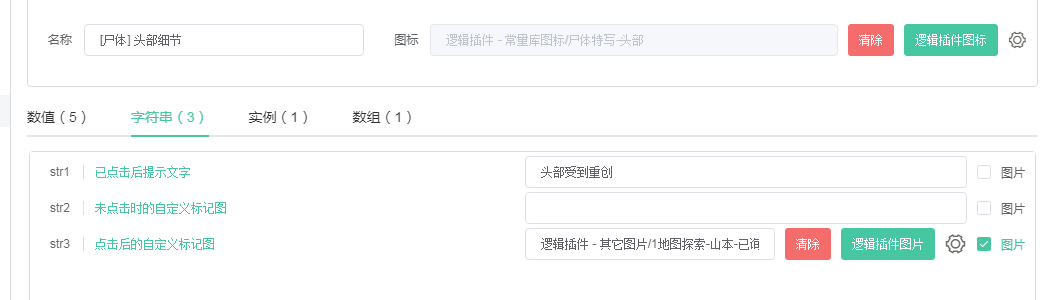 名称 [尸体] 头部细节 图标 逻辑插件 - 常量库图标/尸体特写-头部 清除 逻辑插件图标
数值（5） 字符串（3） 实例（1） 数组（1）
str1 已点击后提示文字 头部受到重创 图片
str2 未点击时的自定义标记图 图片
str3 点击后的自定义标记图 逻辑插件 - 其它图片/1地图探索-山本-已询 清除 逻辑插件图片 图片